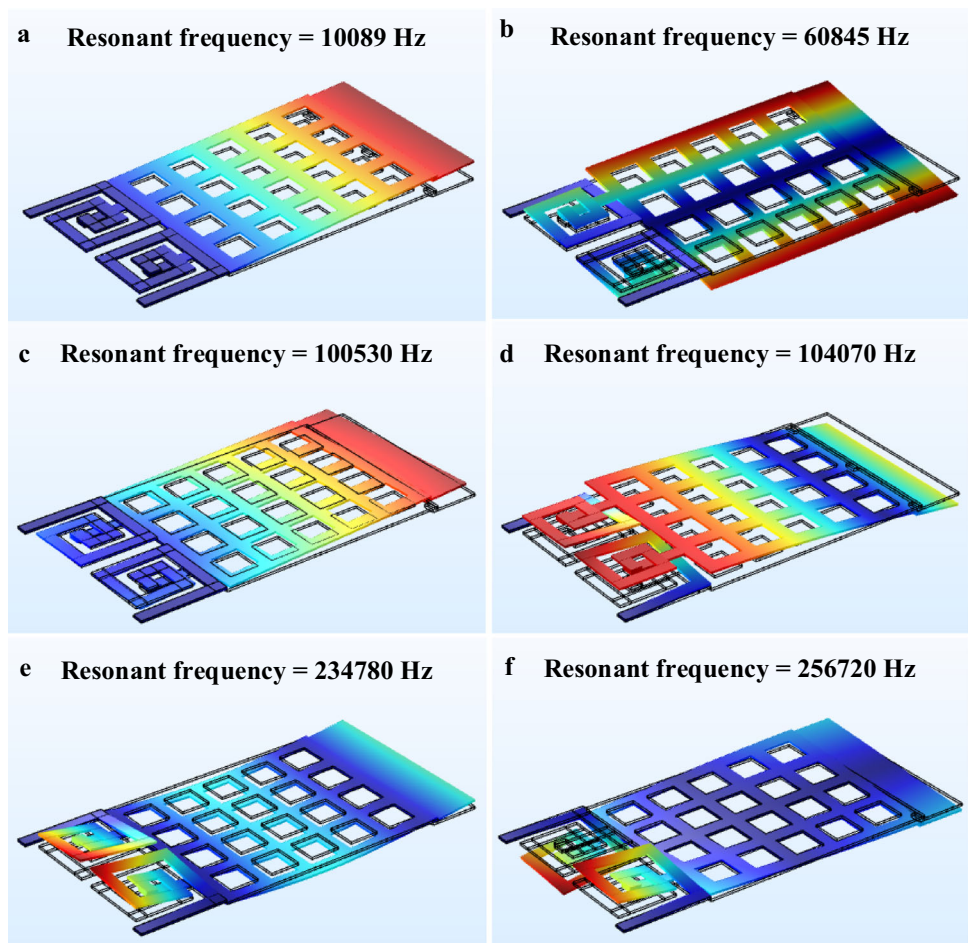 a Resonant frequency = 10089 Hz
b Resonant frequency = 60845 Hz
c Resonant frequency = 100530 Hz
d Resonant frequency = 104070 Hz
e Resonant frequency = 234780 Hz
f Resonant frequency = 256720 Hz